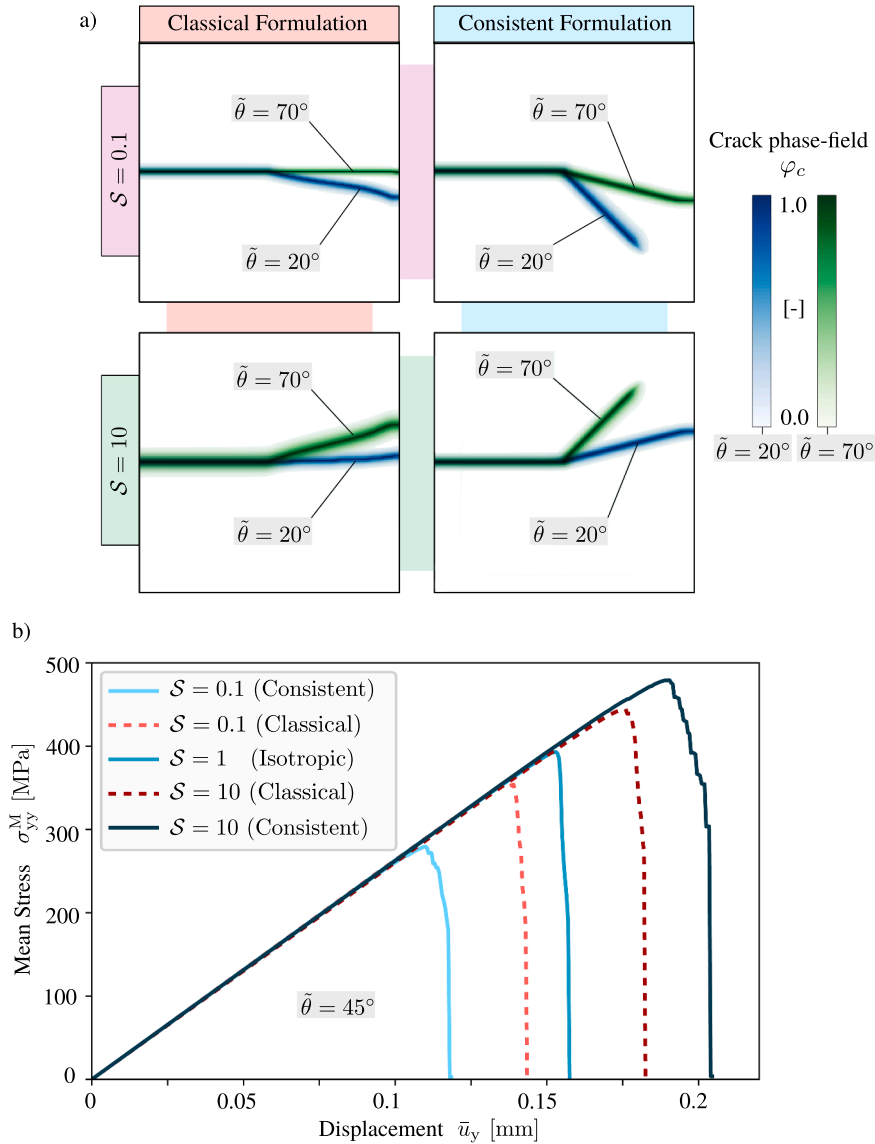 a)
Classical Formulation
Consistent Formulation
𝒮 = 0.1
θ̃ = 70°
θ̃ = 20°
θ̃ = 70°
θ̃ = 20°
Crack phase-field
φ_c
1.0
[-]
0.0
θ̃ = 20°
θ̃ = 70°
𝒮 = 10
θ̃ = 70°
θ̃ = 20°
θ̃ = 70°
θ̃ = 20°
b)
500
400
300
200
100
0
Mean Stress σ_yy^M [MPa]
𝒮 = 0.1 (Consistent)
𝒮 = 0.1 (Classical)
𝒮 = 1 (Isotropic)
𝒮 = 10 (Classical)
𝒮 = 10 (Consistent)
θ̃ = 45°
0 0.05 0.1 0.15 0.2
Displacement ū_y [mm]